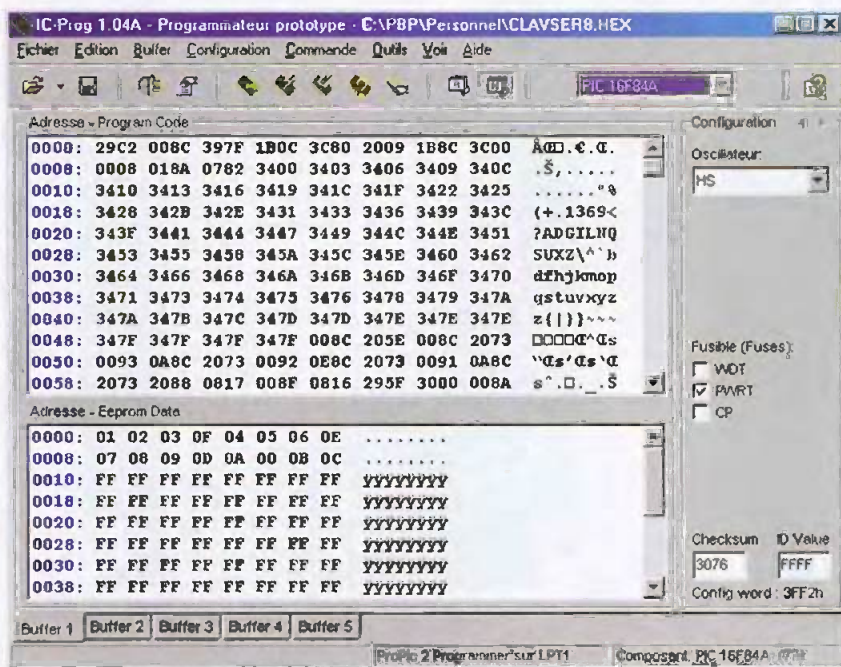 IC-Prog 1.04A - Programmateur prototype - C:\PBP\Personnel\CLAVSER8.HEX
Fichier Edition Buffer Configuration Commande Outils Voir Aide
PIC 16F84A
Adresse - Program Code
0000: 29C2 008C 397F 1B0C 3C80 2009 1B8C 3C00
0008: 0008 018A 0782 3400 3403 3406 3409 340C
0010: 3410 3413 3416 3419 341C 341F 3422 3425
0018: 3428 342B 342E 3431 3433 3436 3439 343C (+.1369<
0020: 343F 3441 3444 3447 3449 344C 344E 3451 ?ADGILNQ
0028: 3453 3455 3458 345A 345C 345E 3460 3462 SUXZ\^`b
0030: 3464 3466 3468 346A 346B 346D 346F 3470 dfhjkmop
0038: 3471 3473 3474 3475 3476 3478 3479 347A qstuvxyz
0040: 347A 347B 347C 347D 347D 347E 347E 347E z{|}}~~~
0048: 347F 347F 347F 347F 008C 205E 008C 2073
0050: 0093 0A8C 2073 0092 0E8C 2073 0091 0A8C
0058: 2073 2088 0817 008F 0816 295F 3000 008A
Adresse - Eeprom Data
0000: 01 02 03 0F 04 05 06 0E ........
0008: 07 08 09 0D 0A 00 0B 0C ........
0010: FF FF FF FF FF FF FF FF ÿÿÿÿÿÿÿÿ
0018: FF FF FF FF FF FF FF FF ÿÿÿÿÿÿÿÿ
0020: FF FF FF FF FF FF FF FF ÿÿÿÿÿÿÿÿ
0028: FF FF FF FF FF FF FF FF ÿÿÿÿÿÿÿÿ
0030: FF FF FF FF FF FF FF FF ÿÿÿÿÿÿÿÿ
0038: FF FF FF FF FF FF FF FF ÿÿÿÿÿÿÿÿ
Configuration
Oscillateur:
HS
Fusible (Fuses):
WDT
PWRT
CP
Checksum ID Value
3076 FFFF
Config word : 3FF2h
Buffer 1 Buffer 2 Buffer 3 Buffer 4 Buffer 5
ProPic 2 Programmer sur LPT1 Composant: PIC 16F84A